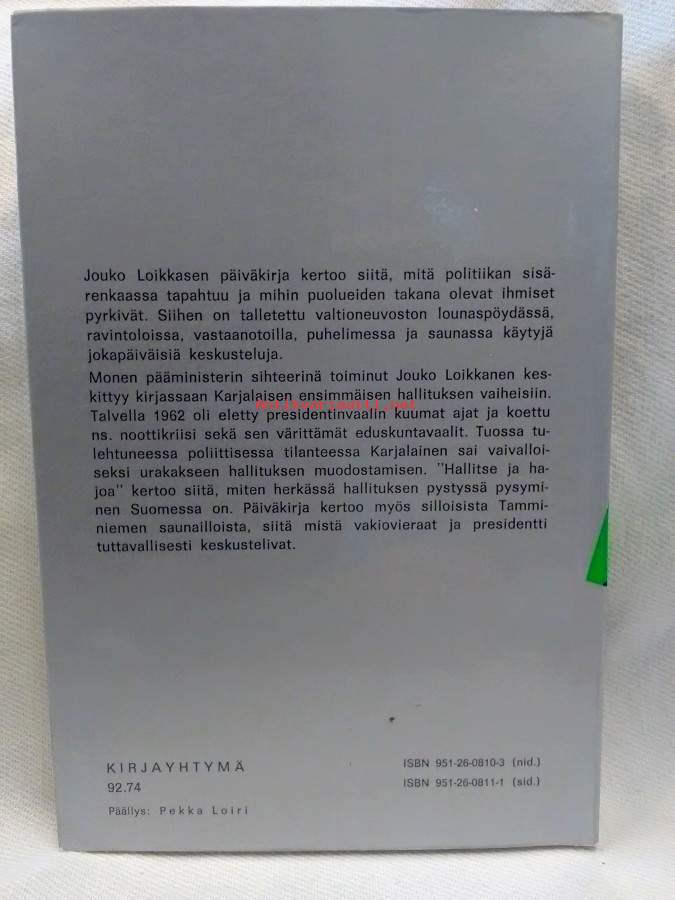 Jouko Loikkasen päiväkirja kertoo siitä, mitä politiikan sisä-
renkaassa tapahtuu ja mihin puolueiden takana olevat ihmiset
pyrkivät. Siihen on talletettu valtioneuvoston lounaspöydässä,
ravintoloissa, vastaanotoilla, puhelimessa ja saunassa käytyjä
jokapäiväisiä keskusteluja.
Monen pääministerin sihteerinä toiminut Jouko Loikkanen kes-
kittyy kirjassaan Karjalaisen ensimmäisen hallituksen vaiheisiin.
Antikvariaatti.net
Talvella 1962 oli eletty presidentinvaalin kuumat ajat ja koettu
ns. noottikriisi sekä sen värittämät eduskuntavaalit. Tuossa tu-
lehtuneessa poliittisessa tilanteessa Karjalainen sai vaivalloi-
seksi urakakseen hallituksen muodostamisen. "Hallitse ja ha-
joa" kertoo siitä, miten herkässä hallituksen pystyssä pysymi-
nen Suomessa on. Päiväkirja kertoo myös silloisista Tammi-
niemen saunailloista, siitä mistä vakiovieraat ja presidentti
tuttavallisesti keskustelivat.
KIRJAYHTYMÄ
92.74
Päällys: Pekka Loiri
ISBN 951-26-0810-3 (nid.)
ISBN 951-26-0811-1 (sid.)